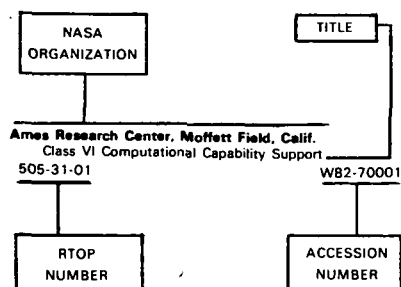 NASA
ORGANIZATION
TITLE
Ames Research Center, Moffett Field, Calif.
Class VI Computational Capability Support
505-31-01
W82-70001
RTOP
NUMBER
ACCESSION
NUMBER